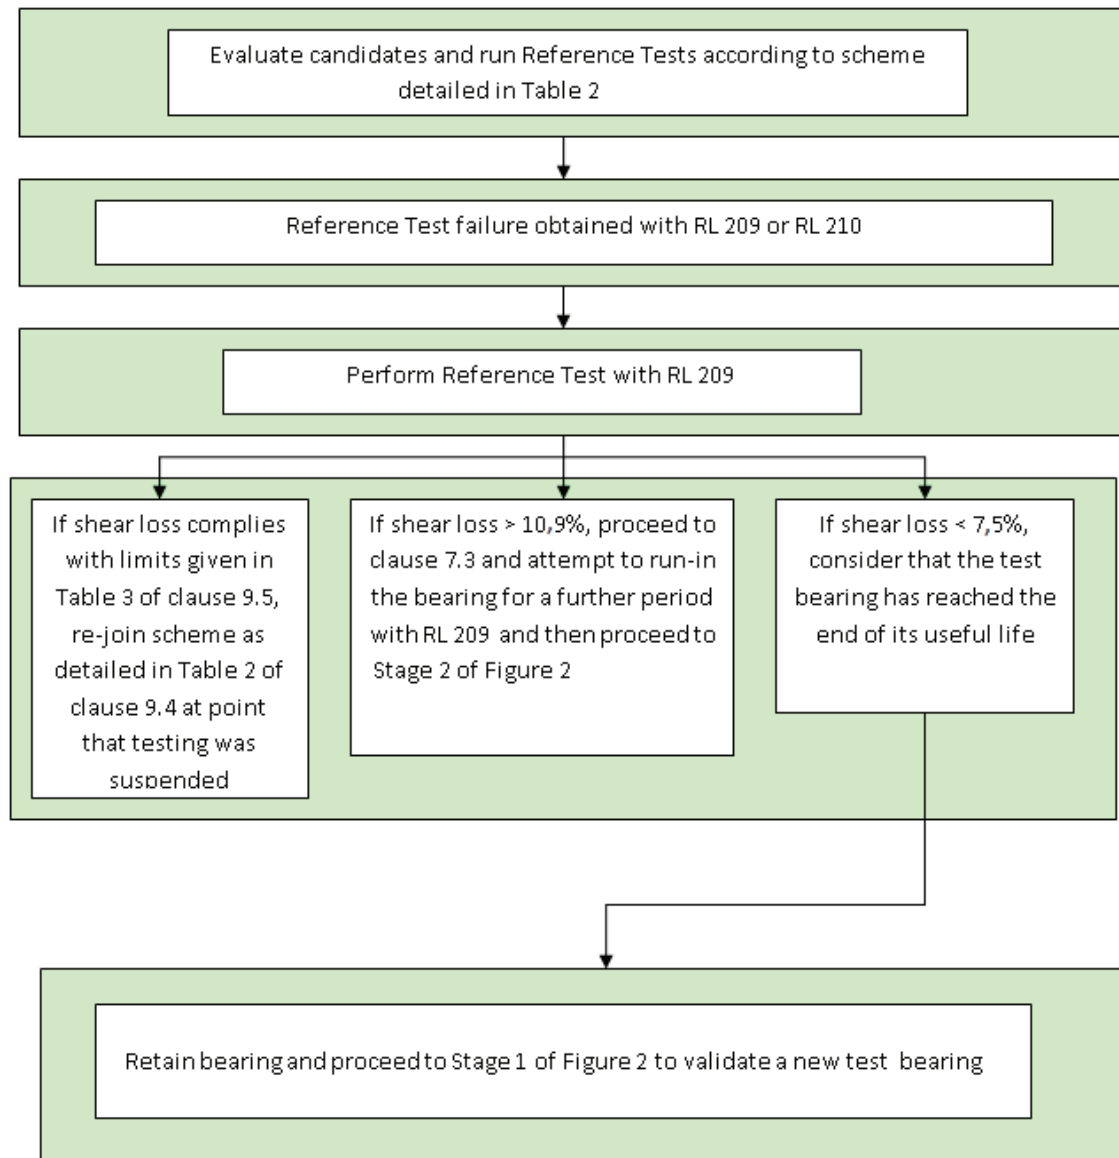 Evaluate candidates and run Reference Tests according to scheme
detailed in Table 2
Reference Test failure obtained with RL 209 or RL 210
Perform Reference Test with RL 209
If shear loss complies
with limits given in
Table 3 of clause 9.5,
re-join scheme as
detailed in Table 2 of
clause 9.4 at point
that testing was
suspended
If shear loss > 10,9%, proceed to
clause 7.3 and attempt to run-in
the bearing for a further period
with RL 209 and then proceed to
Stage 2 of Figure 2
If shear loss < 7,5%,
consider that the test
bearing has reached the
end of its useful life
Retain bearing and proceed to Stage 1 of Figure 2 to validate a new test bearing